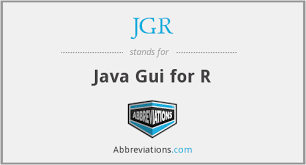 JGR
stands for
Java Gui for R
ABBREVIATIONS
Abbreviations.com